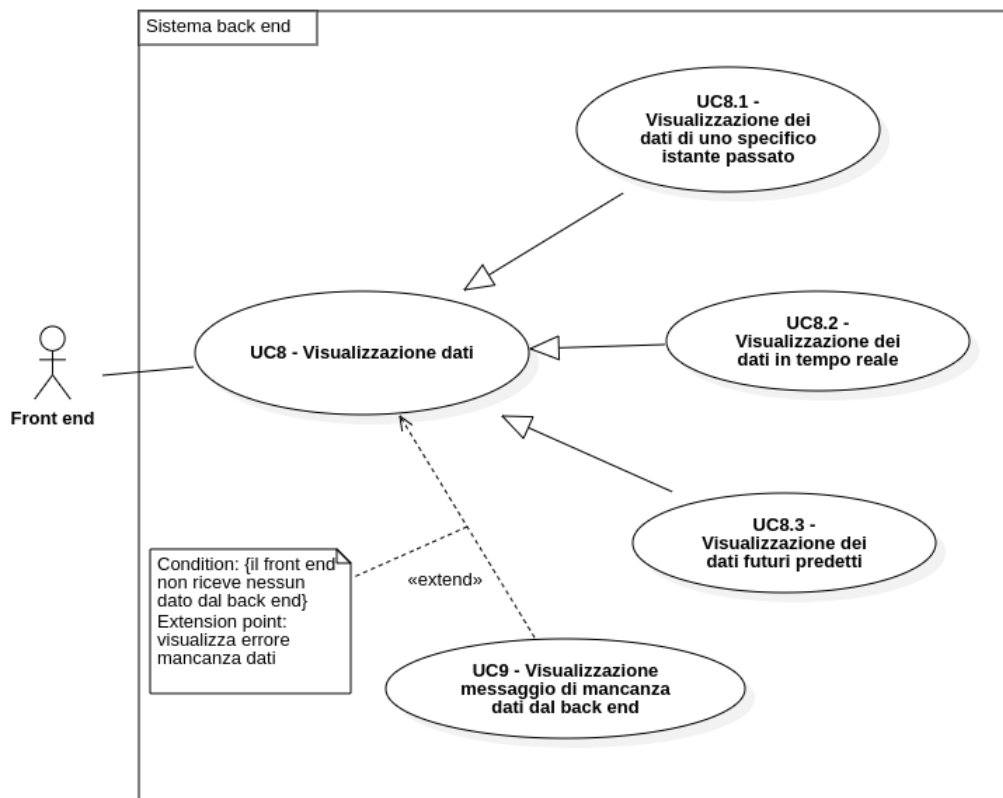 Sistema back end
UC8.1 -
Visualizzazione dei
dati di uno specifico
istante passato
UC8.2 -
Visualizzazione dei
dati in tempo reale
UC8 - Visualizzazione dati
Front end
UC8.3 -
Visualizzazione dei
dati futuri predetti
Condition: {il front end
non riceve nessun
dato dal back end}
Extension point:
visualizza errore
mancanza dati
«extend»
UC9 - Visualizzazione
messaggio di mancanza
dati dal back end